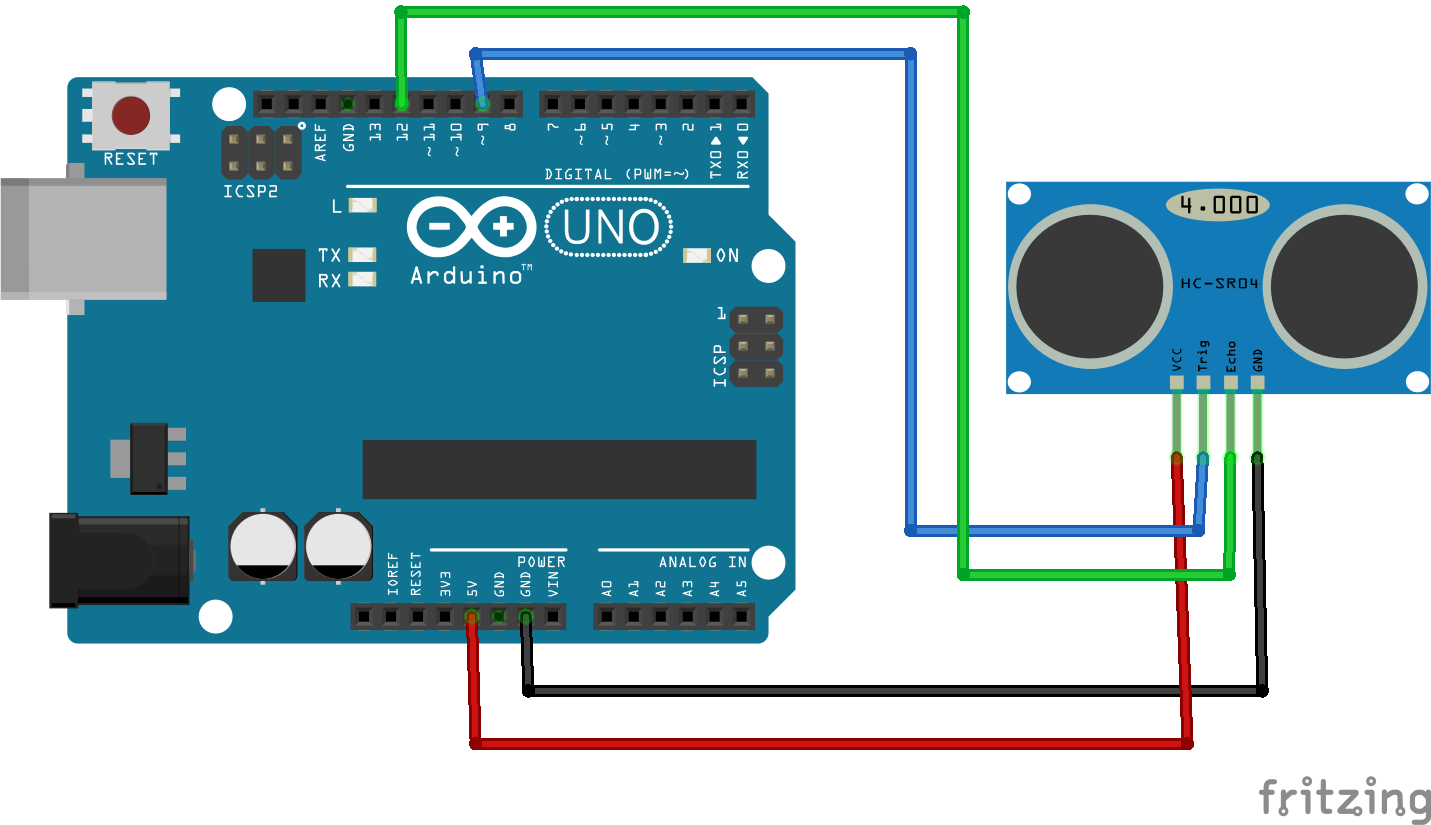 RESET
ICSP2
AREF
GND
13
12
~11
~10
~9
8
7
~6
~5
4
~3
2
TX0▶1
RX0◀0
DIGITAL (PWM=~)
L
TX
RX
UNO
Arduino™
ON
1
ICSP
4.000
HC-SR04
VCC
Trig
Echo
GND
POWER
ANALOG IN
IOREF
RESET
3V3
5V
GND
GND
VIN
A0
A1
A2
A3
A4
A5
fritzing